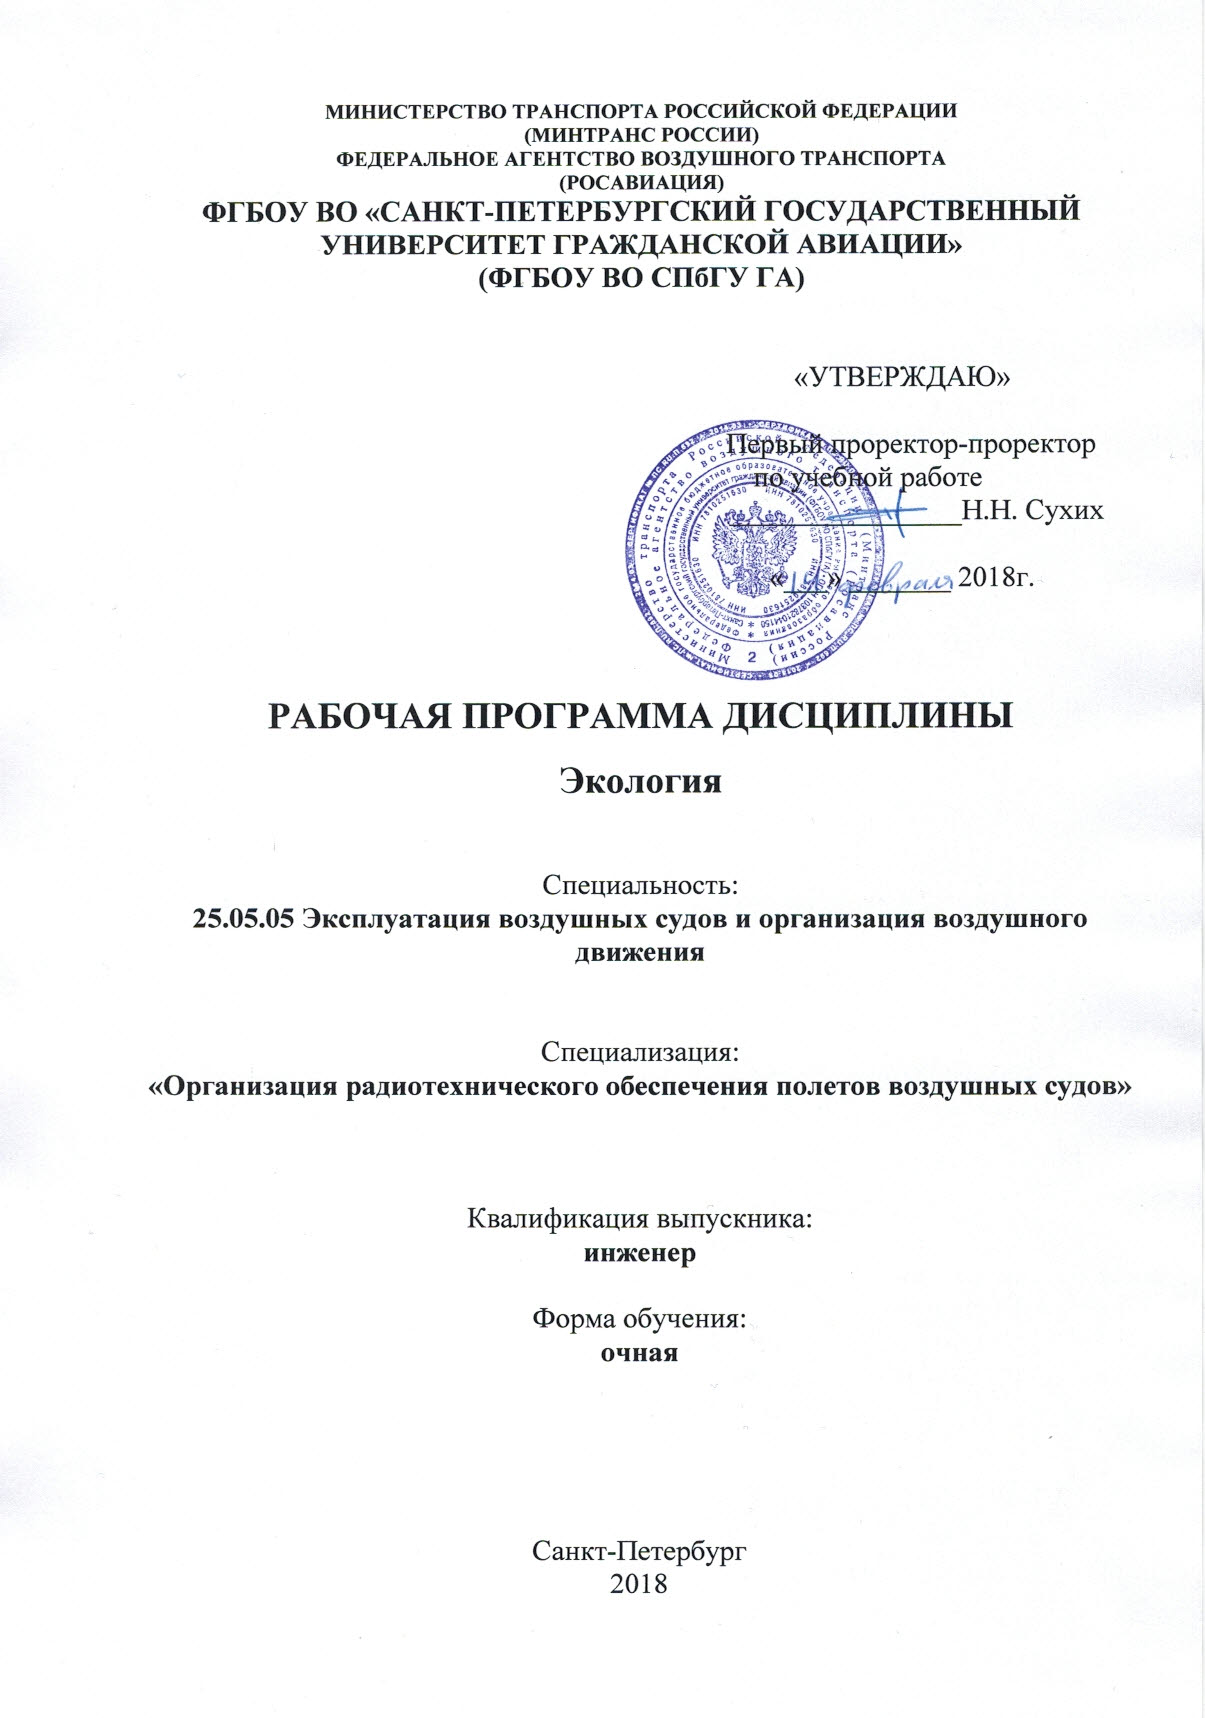 МИНИСТЕРСТВО ТРАНСПОРТА РОССИЙСКОЙ ФЕДЕРАЦИИ
(МИНТРАНС РОССИИ)
ФЕДЕРАЛЬНОЕ АГЕНТСТВО ВОЗДУШНОГО ТРАНСПОРТА
(РОСАВИАЦИЯ)
ФГБОУ ВО «САНКТ-ПЕТЕРБУРГСКИЙ ГОСУДАРСТВЕННЫЙ
УНИВЕРСИТЕТ ГРАЖДАНСКОЙ АВИАЦИИ»
(ФГБОУ ВО СПбГУ ГА)
«УТВЕРЖДАЮ»
Первый проректор-проректор
по учебной работе
Н.Н. Сухих
«14» февраля 2018г.
РАБОЧАЯ ПРОГРАММА ДИСЦИПЛИНЫ
Экология
Специальность:
25.05.05 Эксплуатация воздушных судов и организация воздушного
движения
Специализация:
«Организация радиотехнического обеспечения полетов воздушных судов»
Квалификация выпускника:
инженер
Форма обучения:
очная
Санкт-Петербург
2018